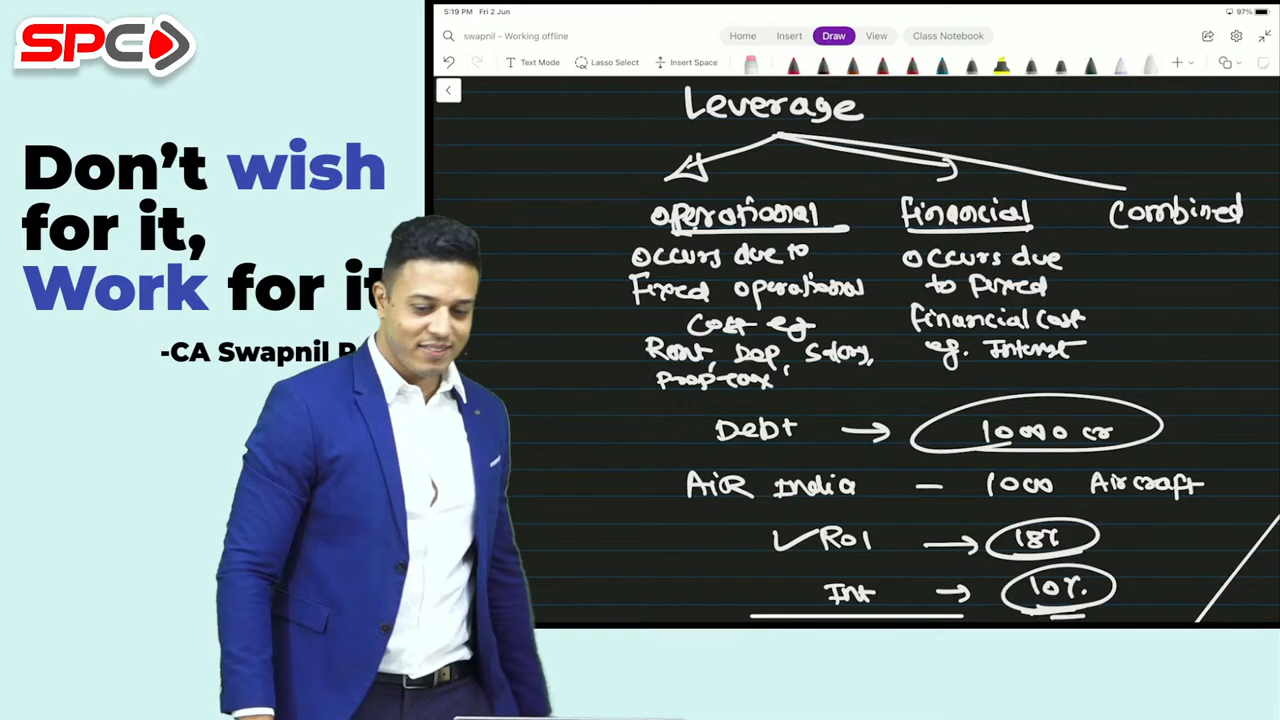 SPC
Don't wish
for it,
Work for it
-CA Swapnil P
5:19 PM Fri 2 Jun
97%
swapnil - Working offline
Home Insert Draw View Class Notebook
Text Mode Lasso Select Insert Space
Leverage
Operational
Occurs due to
Fixed operational
Cost eg
Rent, Dep, Salary,
Prop tax
Financial
Occurs due
to Fixed
Financial Cost
eg. Interest
Combined
Debt → 10000 cr
AIR India - 1000 Aircraft
✓ROI → 18%
Int → 10%.